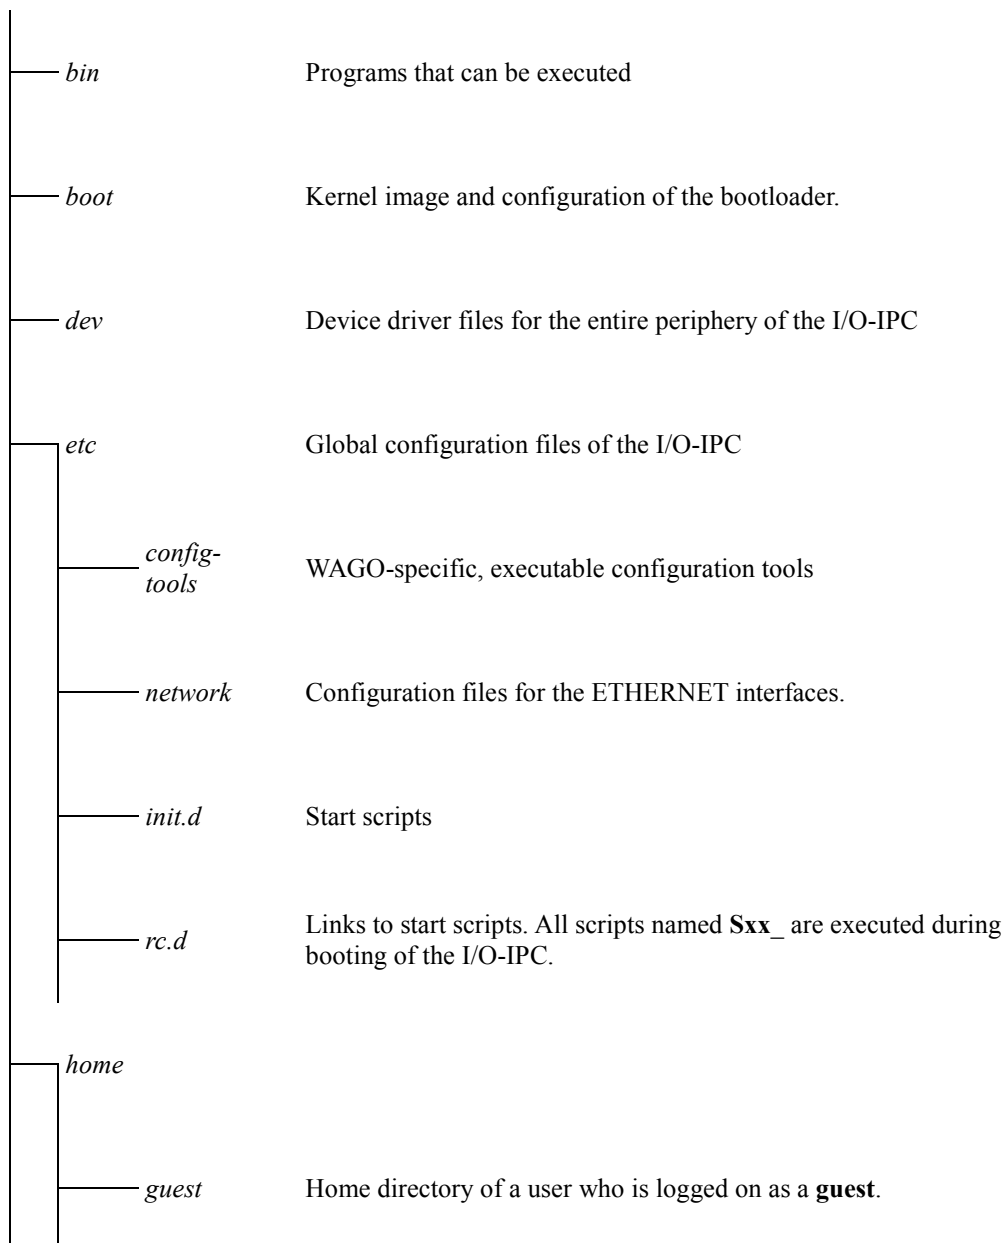 bin Programs that can be executed
boot Kernel image and configuration of the bootloader.
dev Device driver files for the entire periphery of the I/O-IPC
etc Global configuration files of the I/O-IPC
config-
tools WAGO-specific, executable configuration tools
network Configuration files for the ETHERNET interfaces.
init.d Start scripts
rc.d Links to start scripts. All scripts named Sxx_ are executed during
booting of the I/O-IPC.
home
guest Home directory of a user who is logged on as a guest.